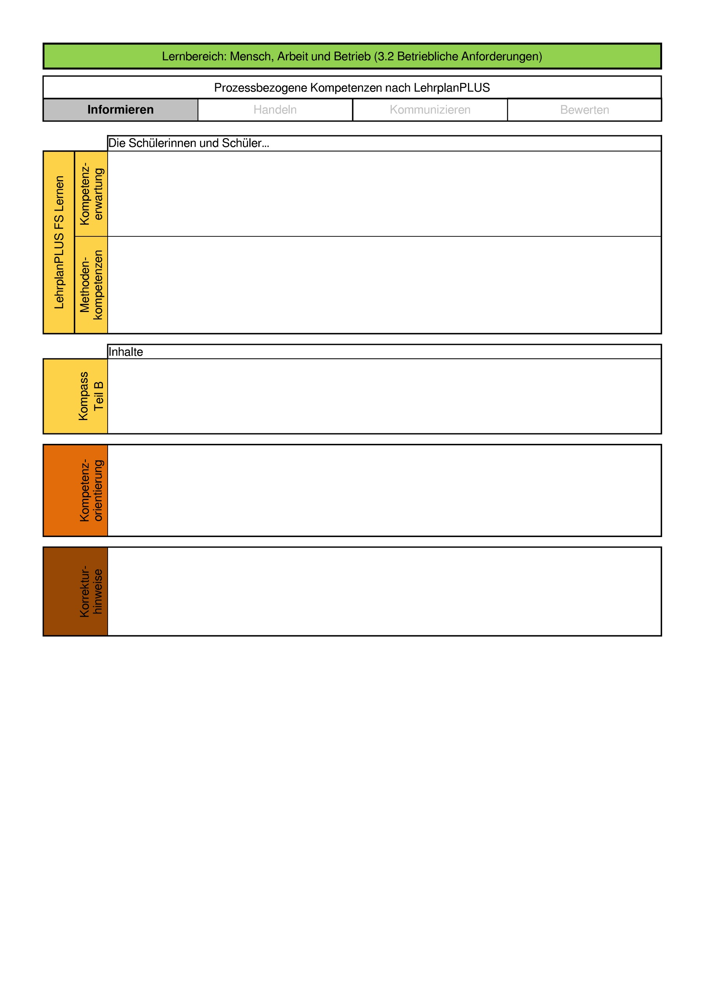 Lernbereich: Mensch, Arbeit und Betrieb (3.2 Betriebliche Anforderungen)
Prozessbezogene Kompetenzen nach LehrplanPLUS
Informieren
Handeln
Kommunizieren
Bewerten
Die Schülerinnen und Schüler...
LehrplanPLUS FS Lernen
Kompetenz-
erwartung
Methoden-
kompetenzen
Inhalte
Kompass
Teil B
Kompetenz-
orientierung
Korrektur-
hinweise